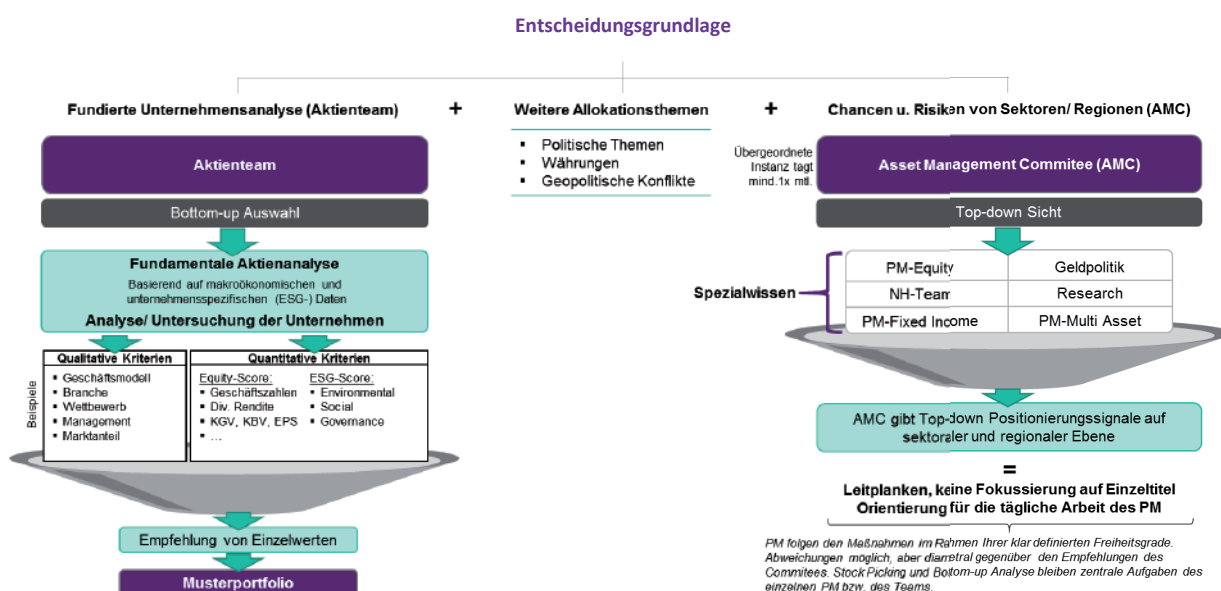 Entscheidungsgrundlage
Fundierte Unternehmensanalyse (Aktienteam)
+
Weitere Allokationsthemen
+
Chancen u. Risiken von Sektoren/ Regionen (AMC)
Aktienteam
Bottom-up Auswahl
Fundamentale Aktienanalyse
Basierend auf makroökonomischen und
unternehmensspezifischen (ESG-) Daten
Analyse/ Untersuchung der Unternehmen
Beispiele
Qualitative Kriterien
▪ Geschäftsmodell
▪ Branche
▪ Wettbewerb
▪ Management
▪ Marktanteil
Quantitative Kriterien
Equity-Score:
▪ Geschäftszahlen
▪ Div. Rendite
▪ KGV, KBV, EPS
▪ ...
ESG-Score:
▪ Environmental
▪ Social
▪ Governance
Empfehlung von Einzelwerten
Musterportfolio
▪ Politische Themen
▪ Währungen
▪ Geopolitische Konflikte
Übergeordnete
Instanz tagt
mind.1x mtl.
Asset Management Commitee (AMC)
Top-down Sicht
Spezialwissen
PM-Equity
Geldpolitik
NH-Team
Research
PM-Fixed Income
PM-Multi Asset
AMC gibt Top-down Positionierungssignale auf
sektoraler und regionaler Ebene
=
Leitplanken, keine Fokussierung auf Einzeltitel
Orientierung für die tägliche Arbeit des PM
PM folgen den Maßnahmen im Rahmen Ihrer klar definierten Freiheitsgrade.
Abweichungen möglich, aber diametral gegenüber den Empfehlungen des
Commitees. Stock Picking und Bottom-up Analyse bleiben zentrale Aufgaben des
einzelnen PM bzw. des Teams.